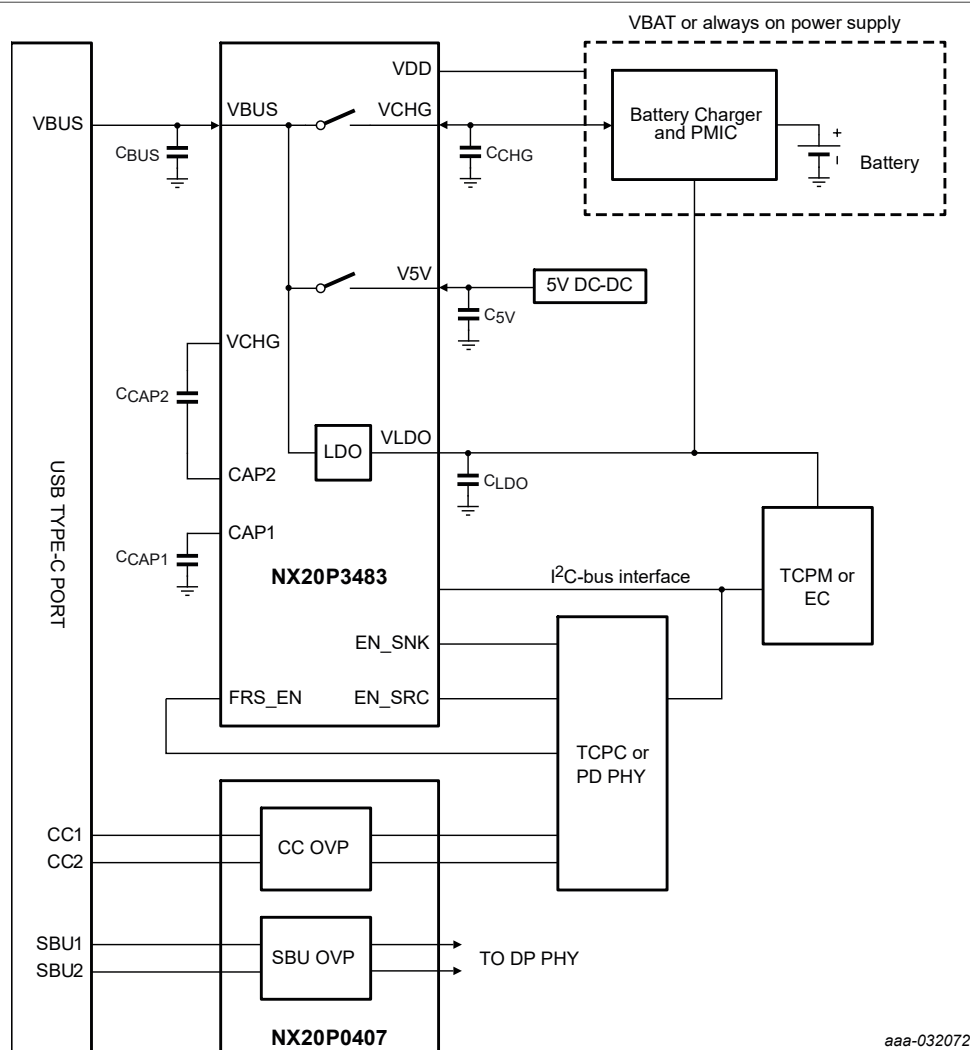 VBAT or always on power supply
VDD
VBUS
VBUS
VCHG
Battery Charger
and PMIC
+
CBUS
CCHG
Battery
V5V
5V DC-DC
C5V
VCHG
CCAP2
VLDO
LDO
CAP2
CLDO
USB TYPE-C PORT
CAP1
CCAP1
NX20P3483
I2C-bus interface
TCPM or
EC
EN_SNK
FRS_EN
EN_SRC
TCPC or
PD PHY
CC1
CC OVP
CC2
SBU1
SBU OVP
TO DP PHY
SBU2
NX20P0407
aaa-032072